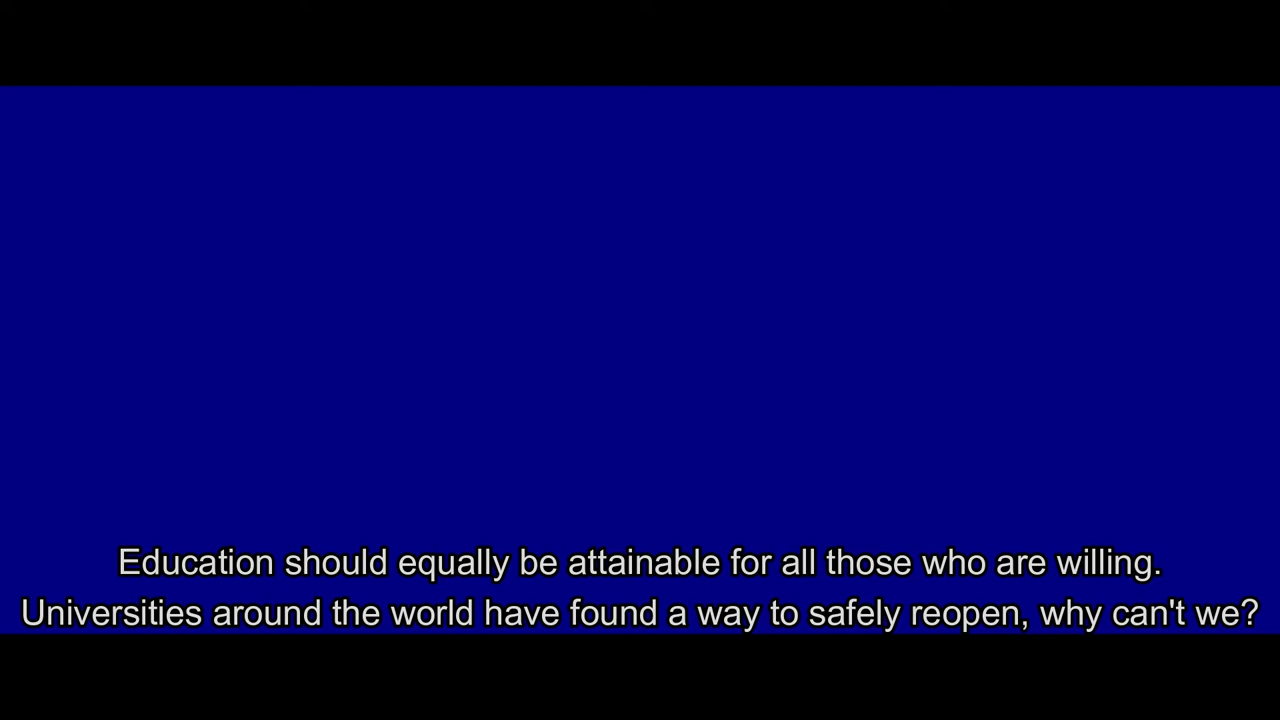 Education should equally be attainable for all those who are willing.
Universities around the world have found a way to safely reopen, why can't we?